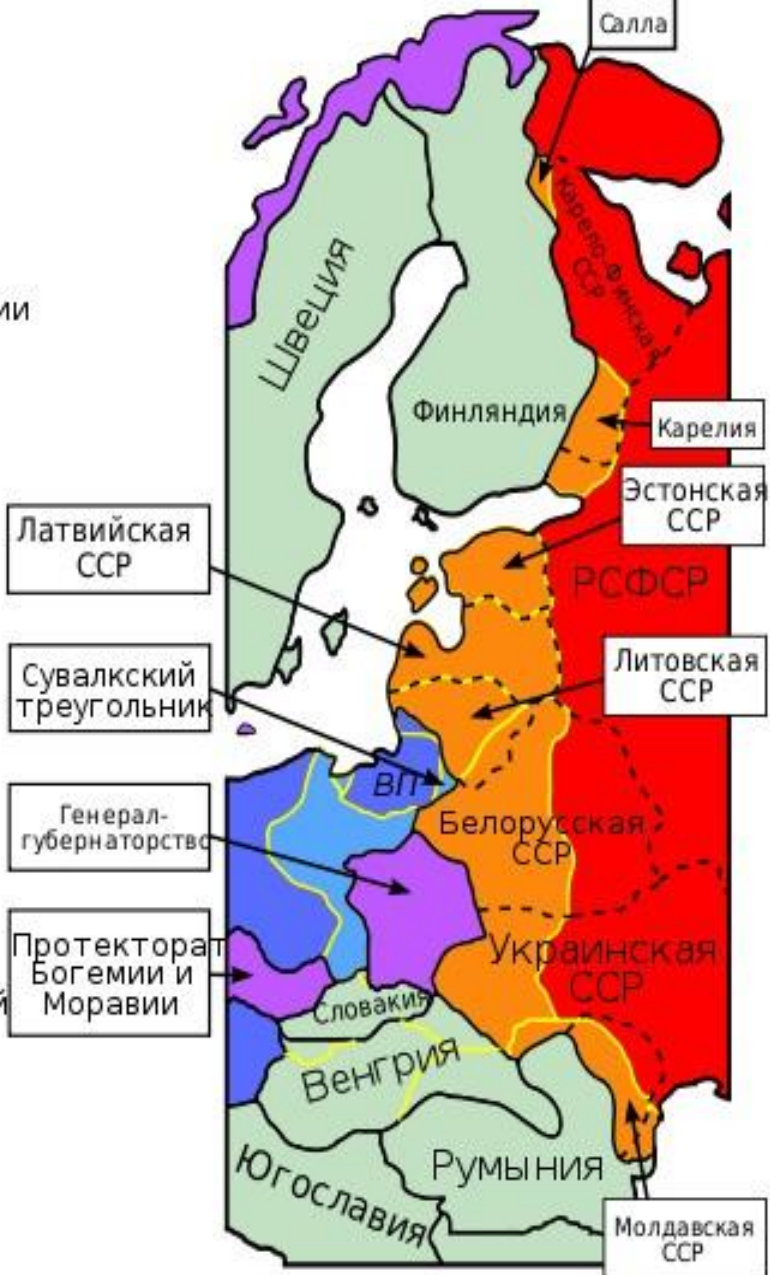 Салла
Карело-Финская
ССР
ии
Швеция
Финляндия
Карелия
Эстонская
ССР
Латвийская
ССР
РСФСР
Литовская
ССР
Сувалкский
треугольник
ВП
Генерал-
губернаторство
Белорусская
ССР
Протекторат
Богемии и
Моравии
й
Украинская
ССР
Словакия
Венгрия
Югославия
Румыния
Молдавская
ССР